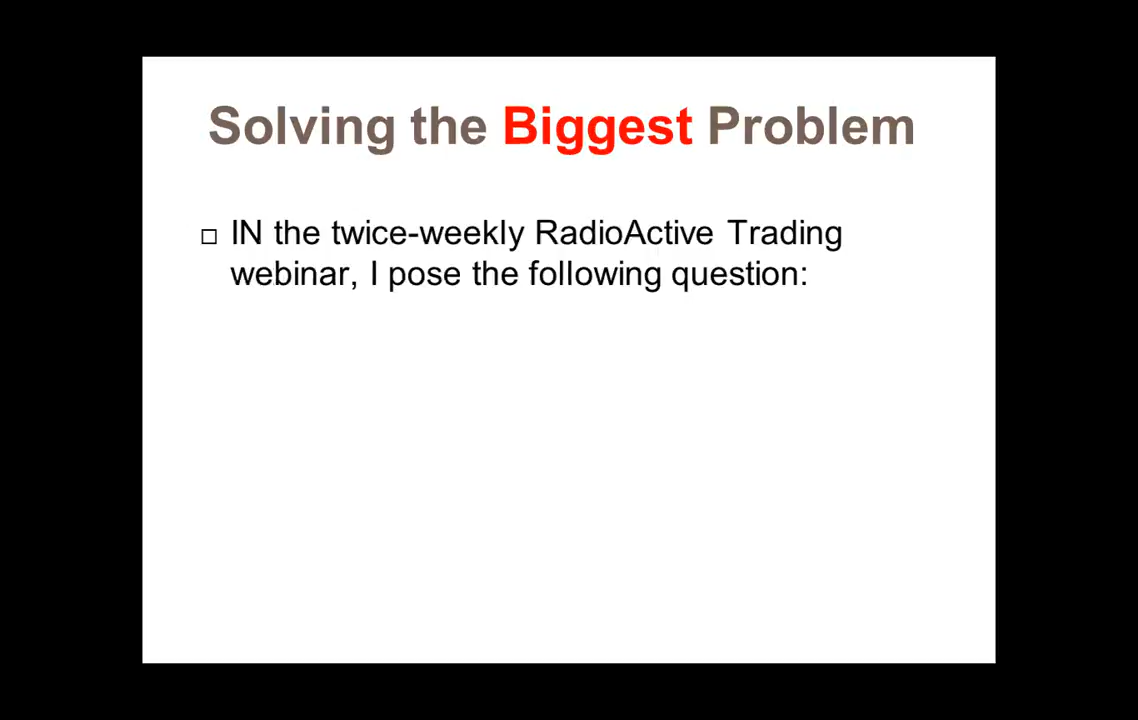 Solving the Biggest Problem
IN the twice-weekly RadioActive Trading
webinar, I pose the following question: